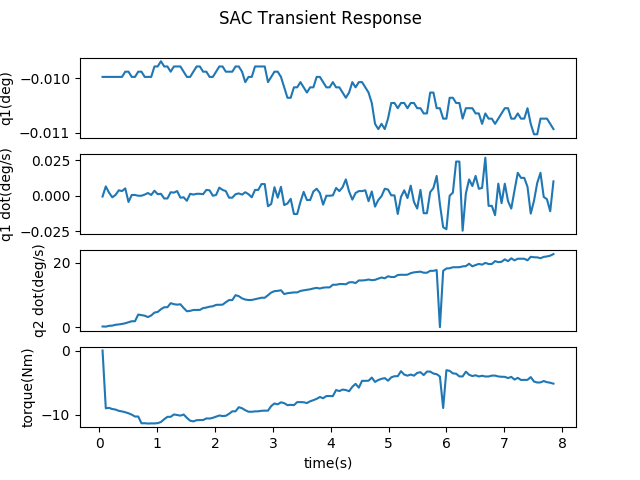 SAC Transient Response
−0.010
−0.011
q1(deg)
0.025
0.000
−0.025
q1 dot(deg/s)
20
0
q2 dot(deg/s)
0
−10
torque(Nm)
0 1 2 3 4 5 6 7 8
time(s)